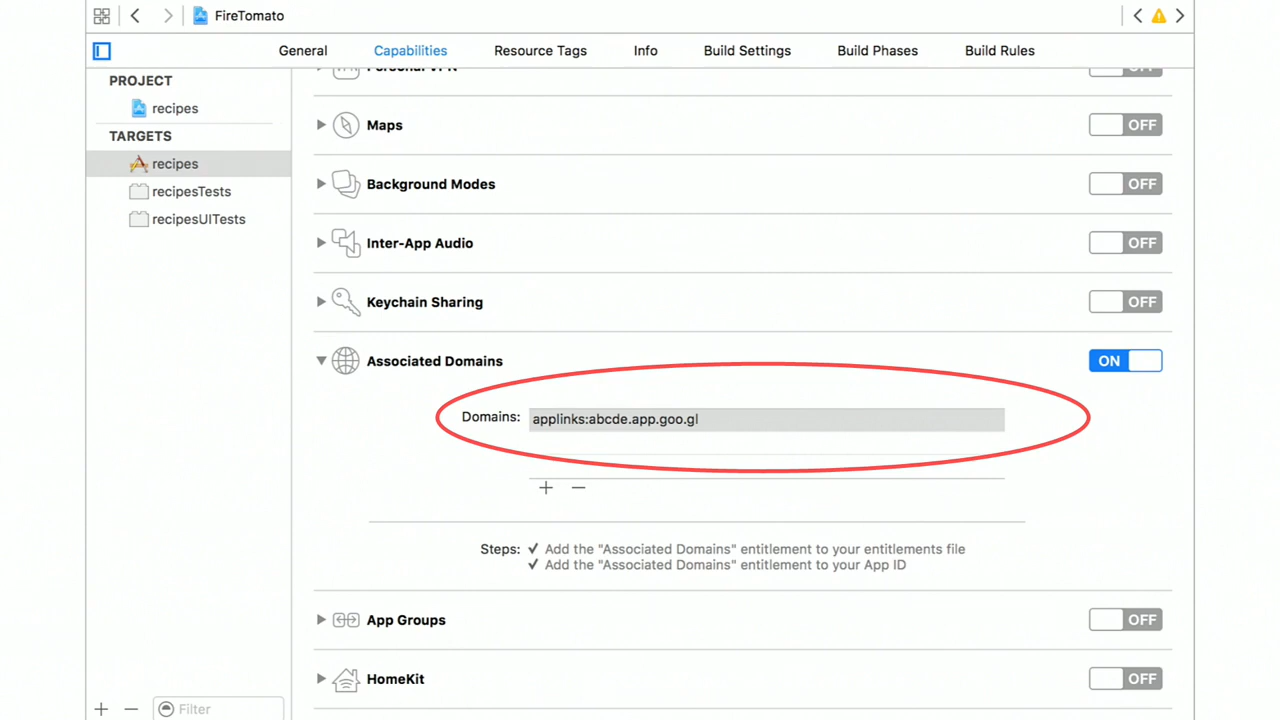 FireTomato
General Capabilities Resource Tags Info Build Settings Build Phases Build Rules
PROJECT
recipes
TARGETS
recipes
recipesTests
recipesUITests
Filter
Personal VPN OFF
Maps OFF
Background Modes OFF
Inter-App Audio OFF
Keychain Sharing OFF
Associated Domains ON
Domains: applinks:abcde.app.goo.gl
Steps: ✓ Add the "Associated Domains" entitlement to your entitlements file
✓ Add the "Associated Domains" entitlement to your App ID
App Groups OFF
HomeKit OFF